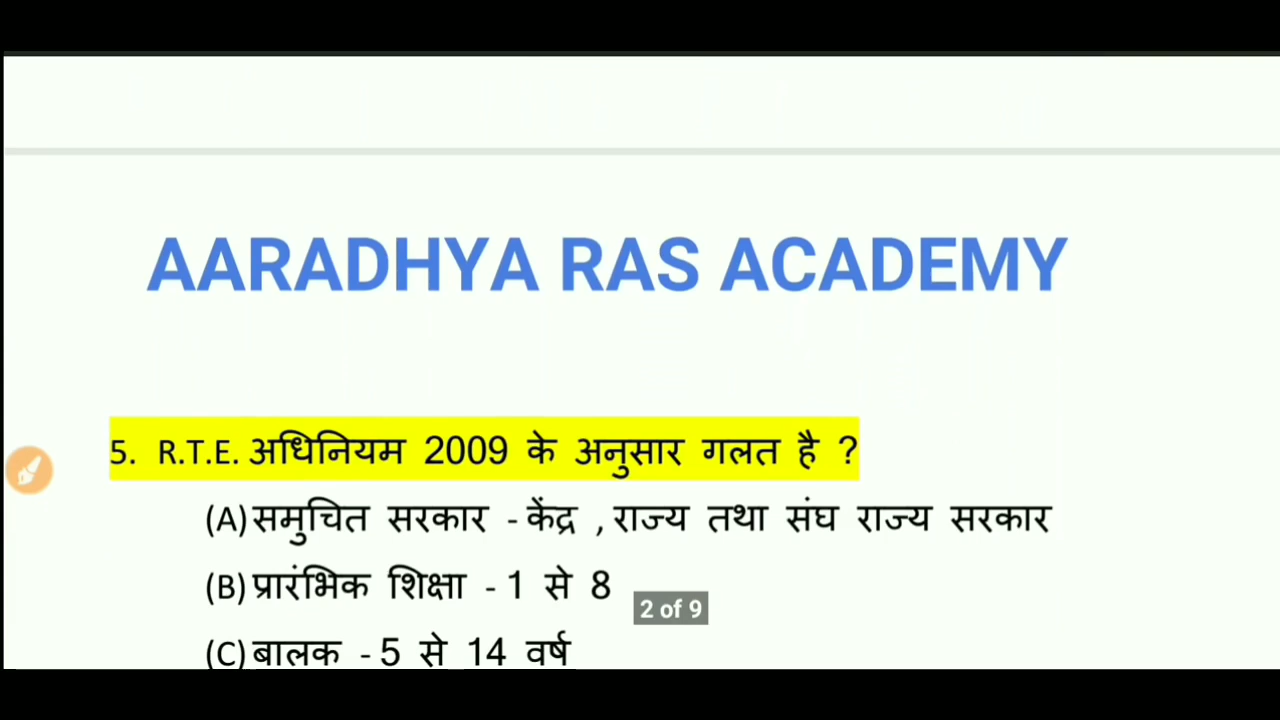 AARADHYA RAS ACADEMY
5. R.T.E. अधिनियम 2009 के अनुसार गलत है ?
(A) समुचित सरकार - केंद्र , राज्य तथा संघ राज्य सरकार
(B) प्रारंभिक शिक्षा - 1 से 8
2 of 9
(C) बालक - 5 से 14 वर्ष